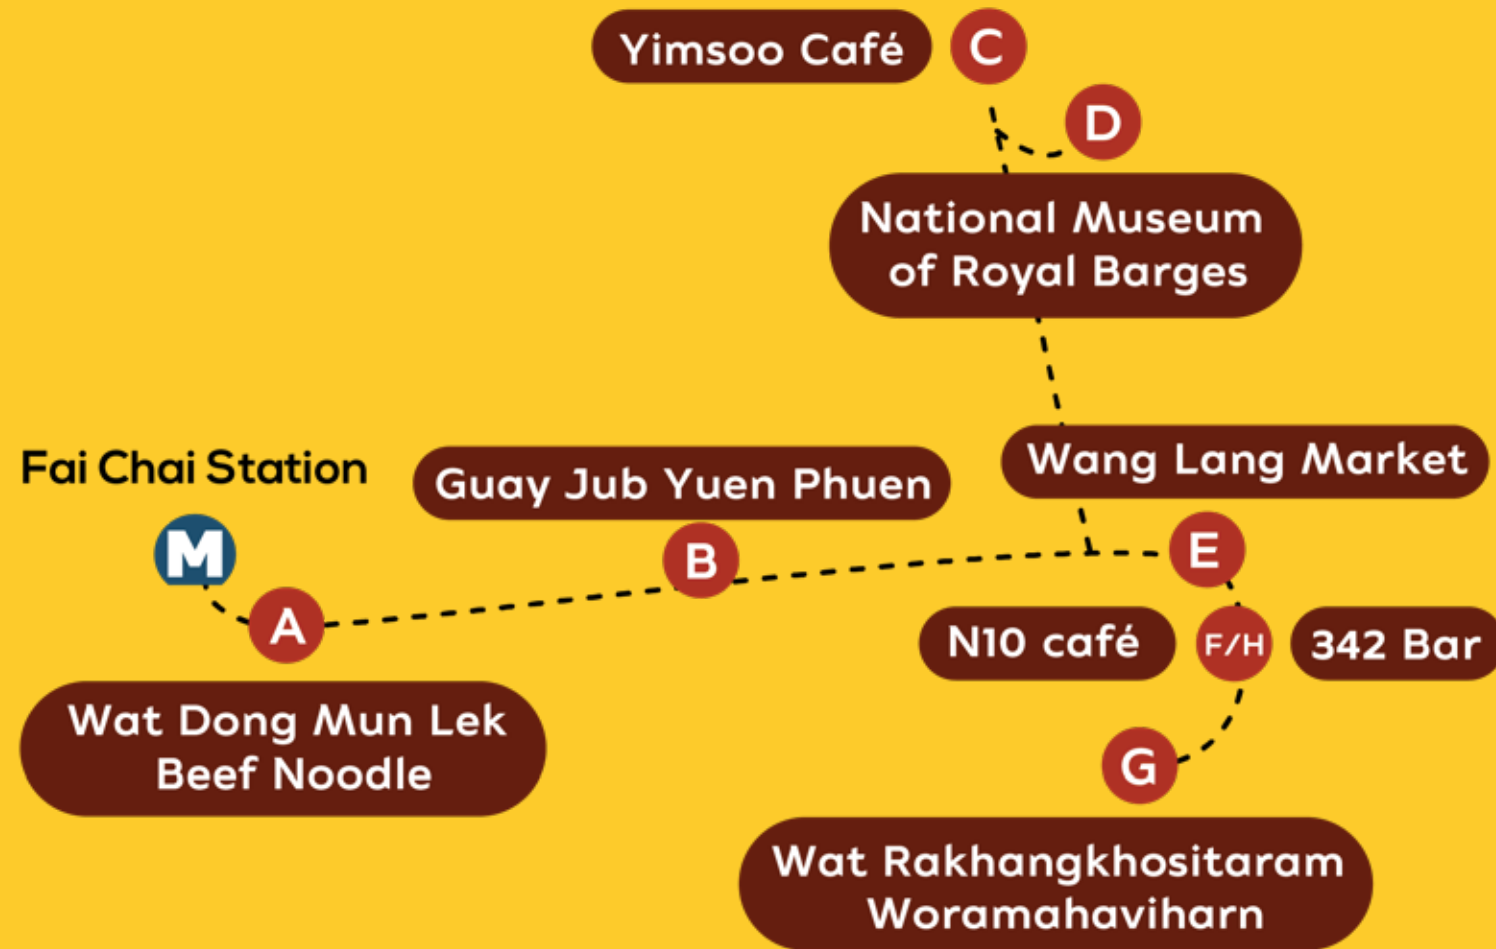 Yimsoo Café
C
D
National Museum
of Royal Barges
Fai Chai Station
Guay Jub Yuen Phuen
Wang Lang Market
M
B
E
A
N10 café
F/H
342 Bar
Wat Dong Mun Lek
Beef Noodle
G
Wat Rakhangkhositaram
Woramahaviharn